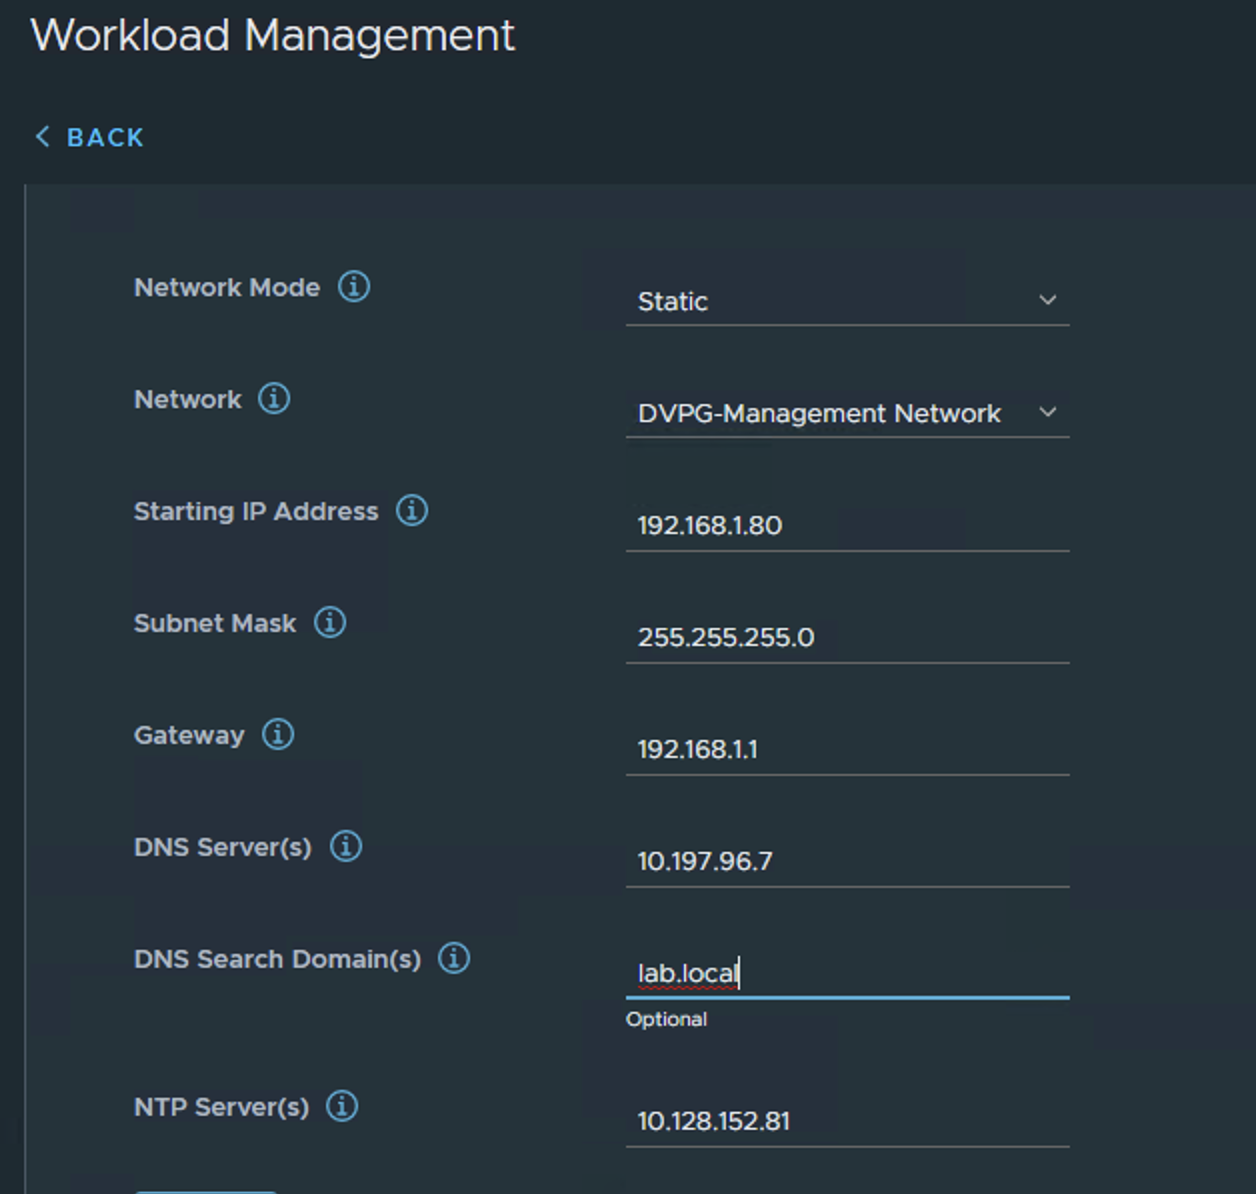 Workload Management
BACK
Network Mode
Static
Network
DVPG-Management Network
Starting IP Address
192.168.1.80
Subnet Mask
255.255.255.0
Gateway
192.168.1.1
DNS Server(s)
10.197.96.7
DNS Search Domain(s)
lab.local
Optional
NTP Server(s)
10.128.152.81